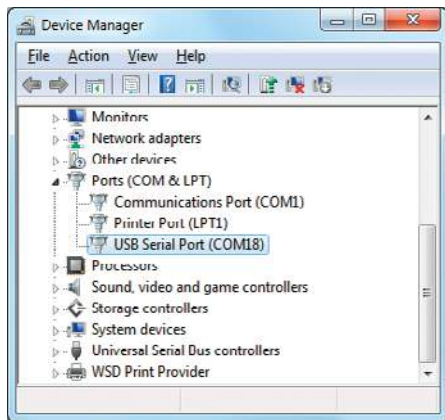 Device Manager
File Action View Help
Monitors
Network adapters
Other devices
Ports (COM & LPT)
Communications Port (COM1)
Printer Port (LPT1)
USB Serial Port (COM18)
Processors
Sound, video and game controllers
Storage controllers
System devices
Universal Serial Bus controllers
WSD Print Provider